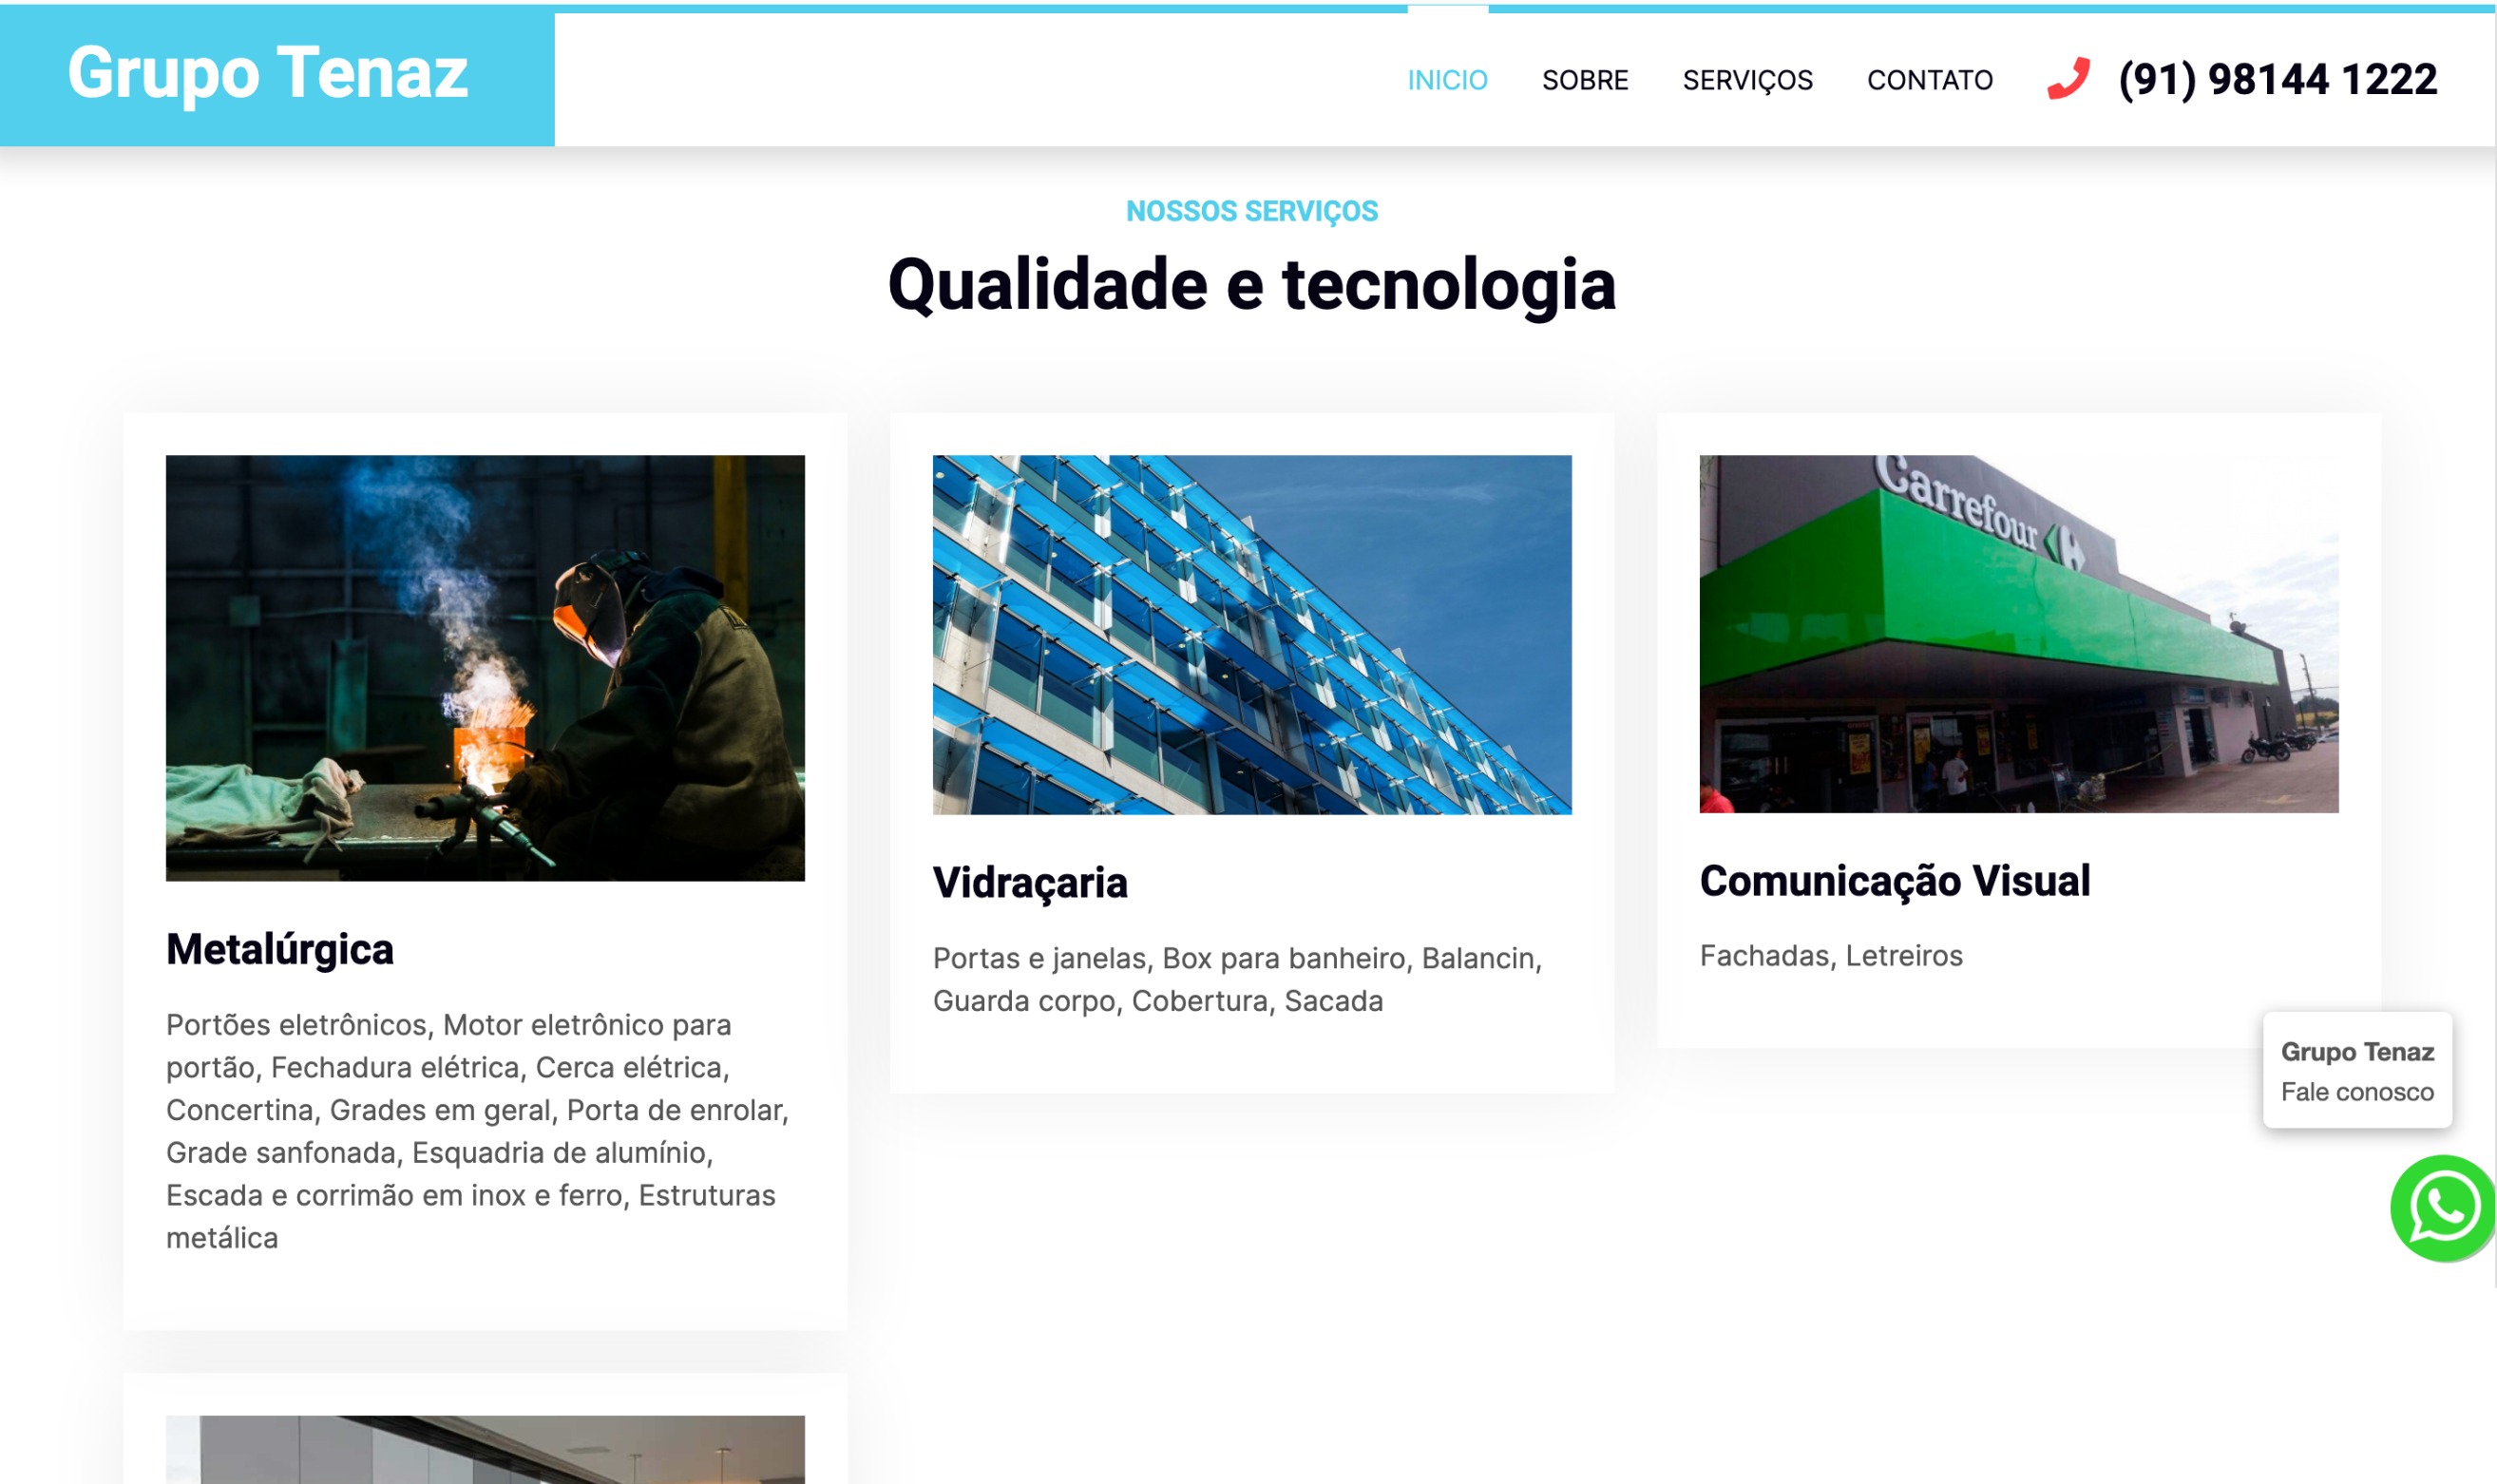 Grupo Tenaz
INICIO SOBRE SERVIÇOS CONTATO (91) 98144 1222
NOSSOS SERVIÇOS
Qualidade e tecnologia
Carrefour
Metalúrgica
Portões eletrônicos, Motor eletrônico para
portão, Fechadura elétrica, Cerca elétrica,
Concertina, Grades em geral, Porta de enrolar,
Grade sanfonada, Esquadria de alumínio,
Escada e corrimão em inox e ferro, Estruturas
metálica
Vidraçaria
Portas e janelas, Box para banheiro, Balancin,
Guarda corpo, Cobertura, Sacada
Comunicação Visual
Fachadas, Letreiros
Grupo Tenaz
Fale conosco